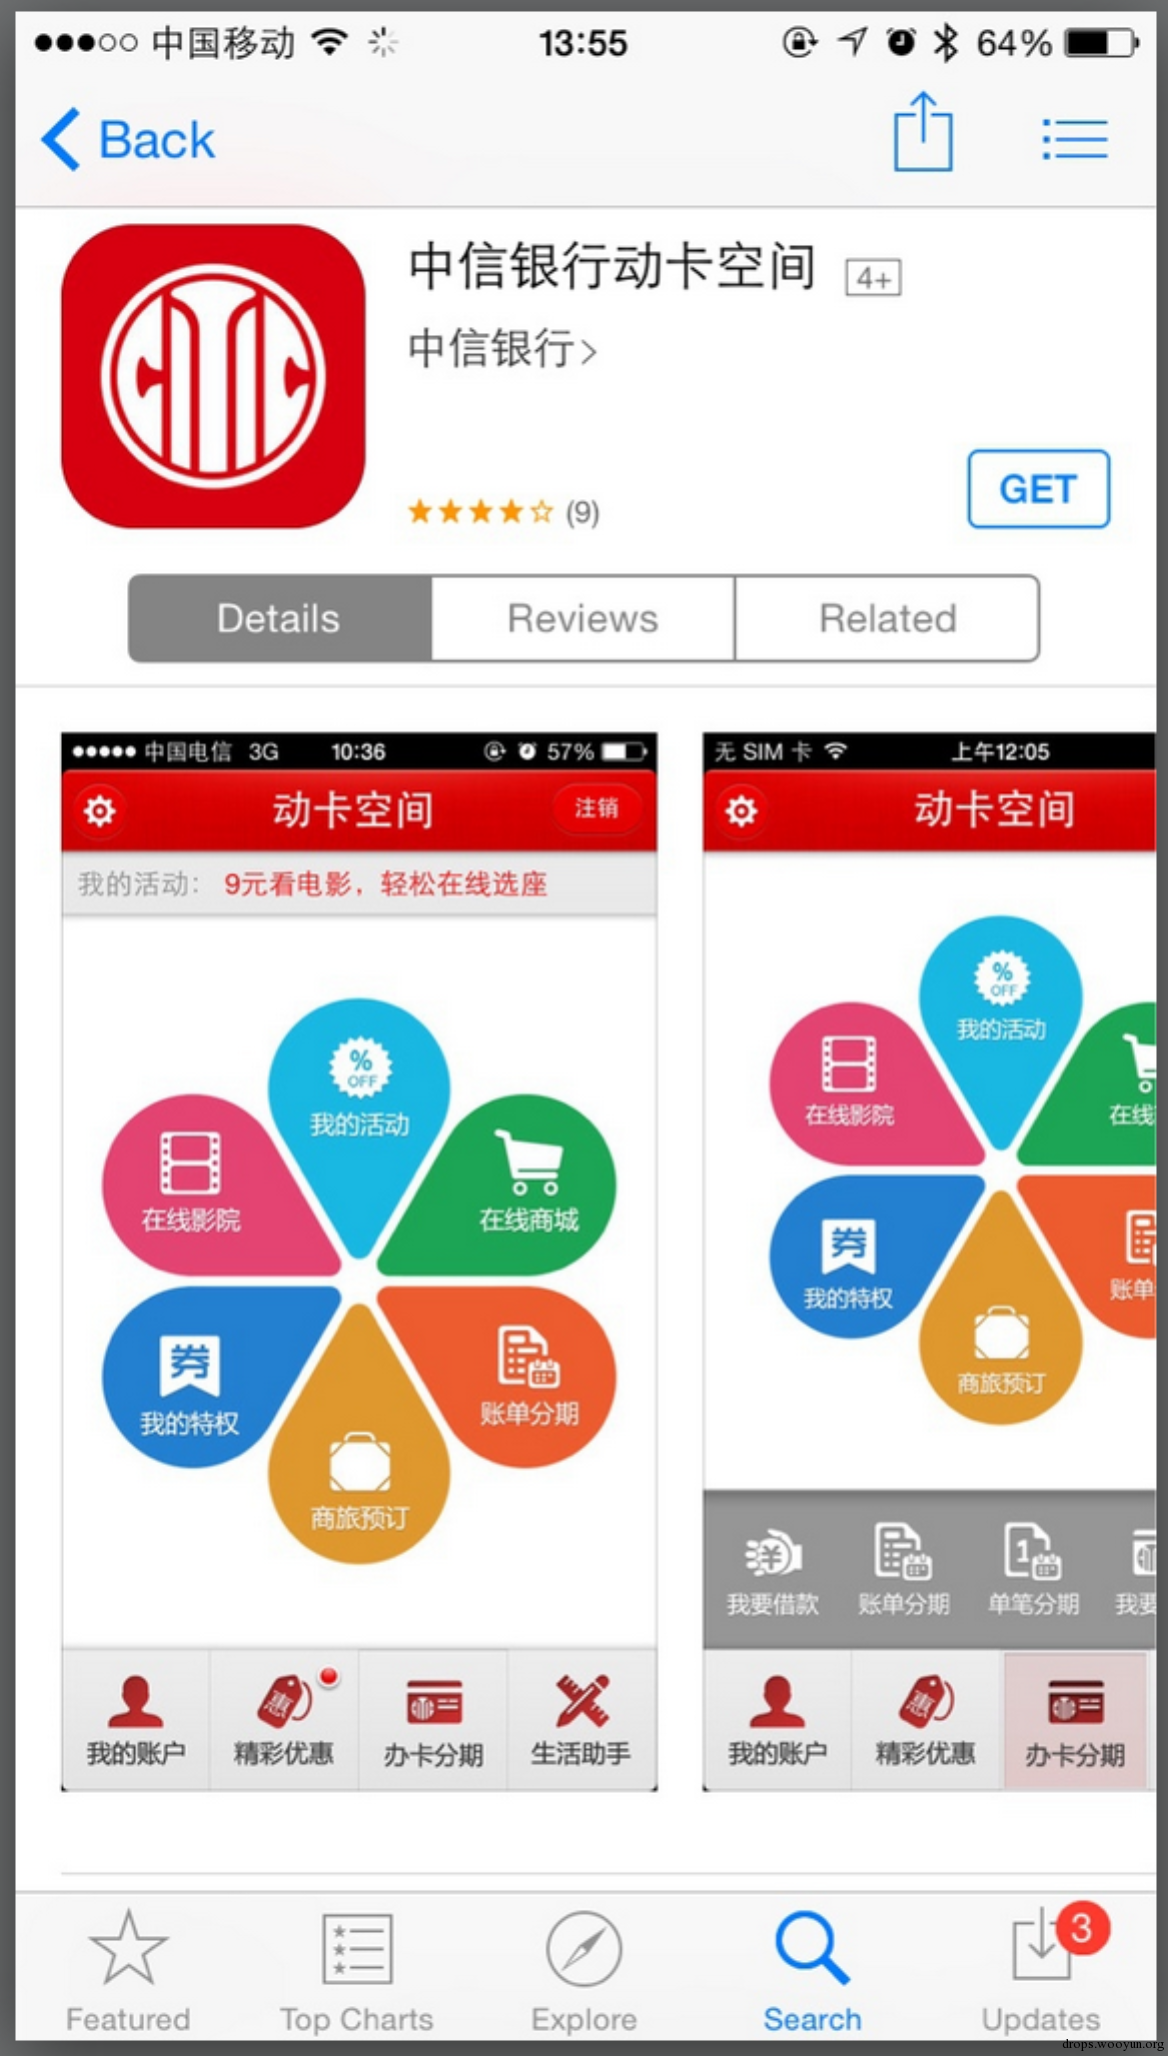 中国移动 13:55 64%
Back
中信银行动卡空间 4+
中信银行>
(9) GET
Details Reviews Related
中国电信 3G 10:36 57%
动卡空间 注销
我的活动： 9元看电影，轻松在线选座
% OFF
我的活动
在线影院
在线商城
券
我的特权
账单分期
商旅预订
惠
我的账户 精彩优惠 办卡分期 生活助手
无 SIM 卡 上午12:05
动卡空间
% OFF
我的活动
在线影院
在线
券
我的特权
账单
商旅预订
¥ 1
我要借款 账单分期 单笔分期 我要
惠
我的账户 精彩优惠 办卡分期
3
Featured Top Charts Explore Search Updates
drops.wooyun.org